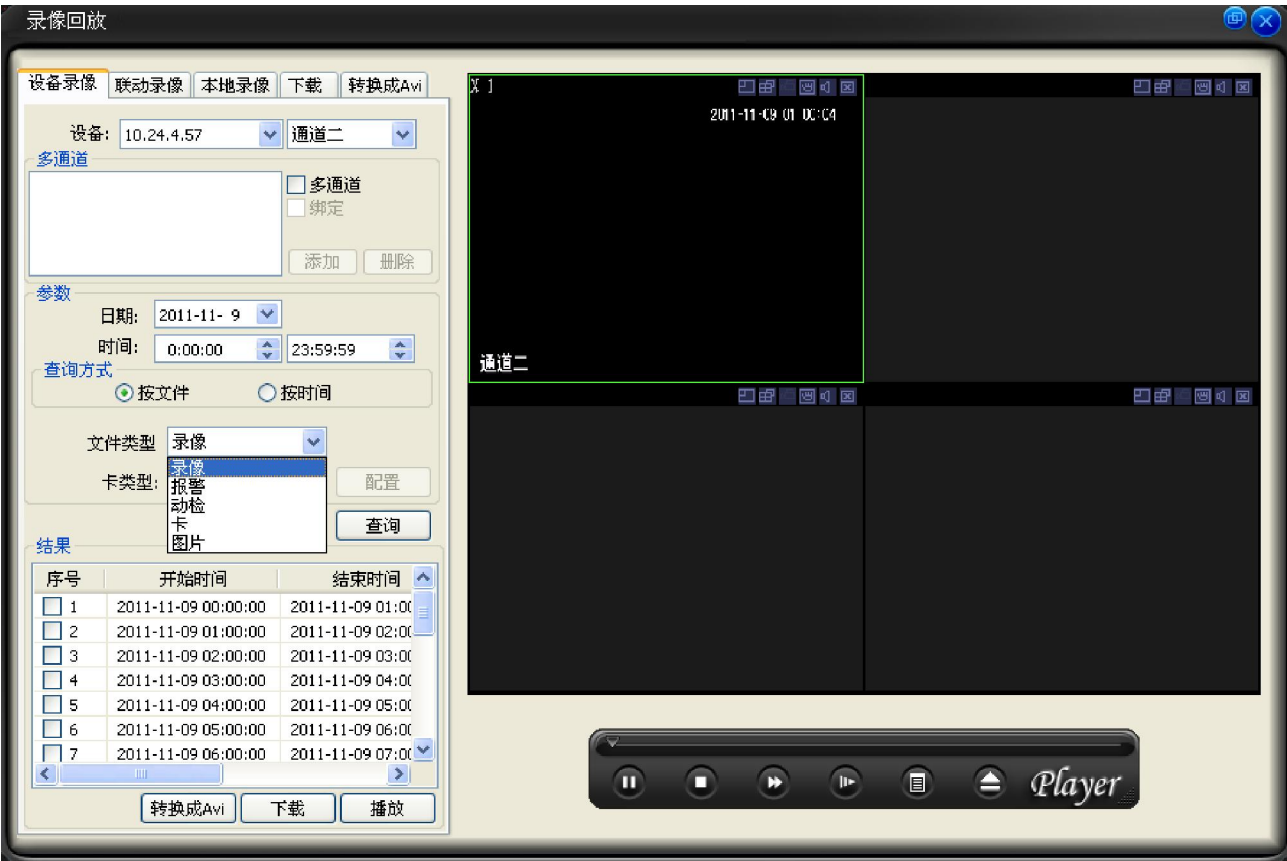 录像回放
设备录像 联动录像 本地录像 下载 转换成Avi
设备: 10.24.4.57 通道二
多通道
多通道
绑定
添加 删除
参数
日期: 2011-11- 9
时间: 0:00:00 23:59:59
查询方式
按文件 按时间
文件类型 录像
录像
卡类型: 报警 配置
动检
卡
图片
查询
结果
序号 开始时间 结束时间
1 2011-11-09 00:00:00 2011-11-09 01:00
2 2011-11-09 01:00:00 2011-11-09 02:00
3 2011-11-09 02:00:00 2011-11-09 03:00
4 2011-11-09 03:00:00 2011-11-09 04:00
5 2011-11-09 04:00:00 2011-11-09 05:00
6 2011-11-09 05:00:00 2011-11-09 06:00
7 2011-11-09 06:00:00 2011-11-09 07:00
转换成Avi 下载 播放
X 1
2011-11-09 01:00:04
通道二
Player